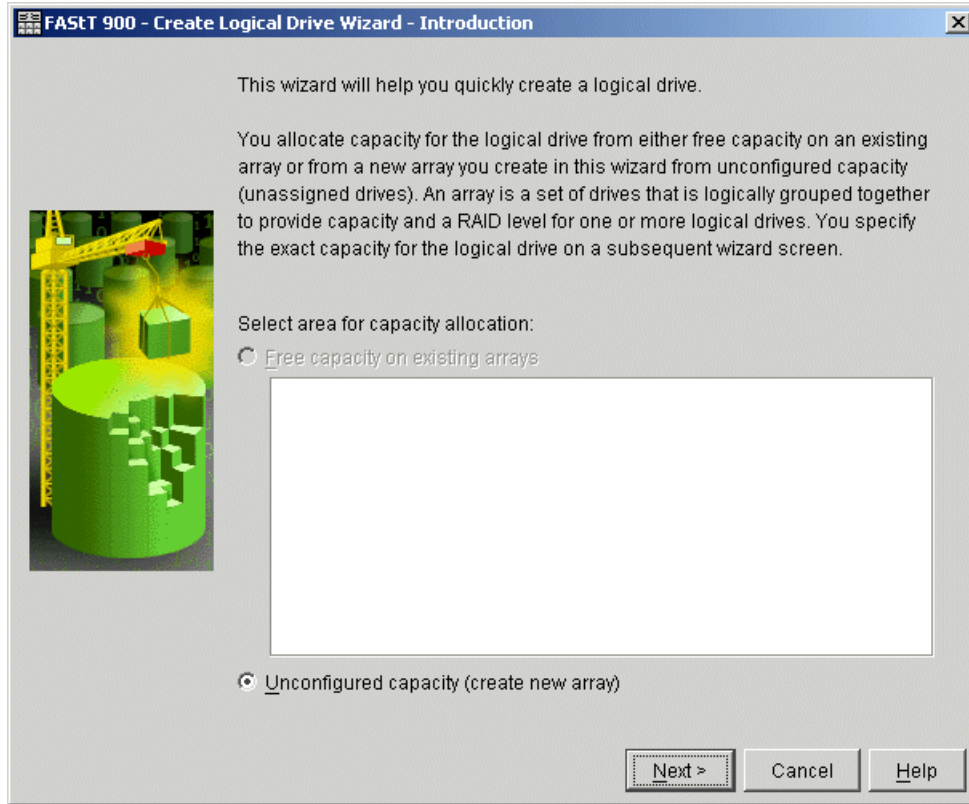 FAStT 900 - Create Logical Drive Wizard - Introduction
This wizard will help you quickly create a logical drive.
You allocate capacity for the logical drive from either free capacity on an existing
array or from a new array you create in this wizard from unconfigured capacity
(unassigned drives). An array is a set of drives that is logically grouped together
to provide capacity and a RAID level for one or more logical drives. You specify
the exact capacity for the logical drive on a subsequent wizard screen.
Select area for capacity allocation:
Free capacity on existing arrays
Unconfigured capacity (create new array)
Next > Cancel Help